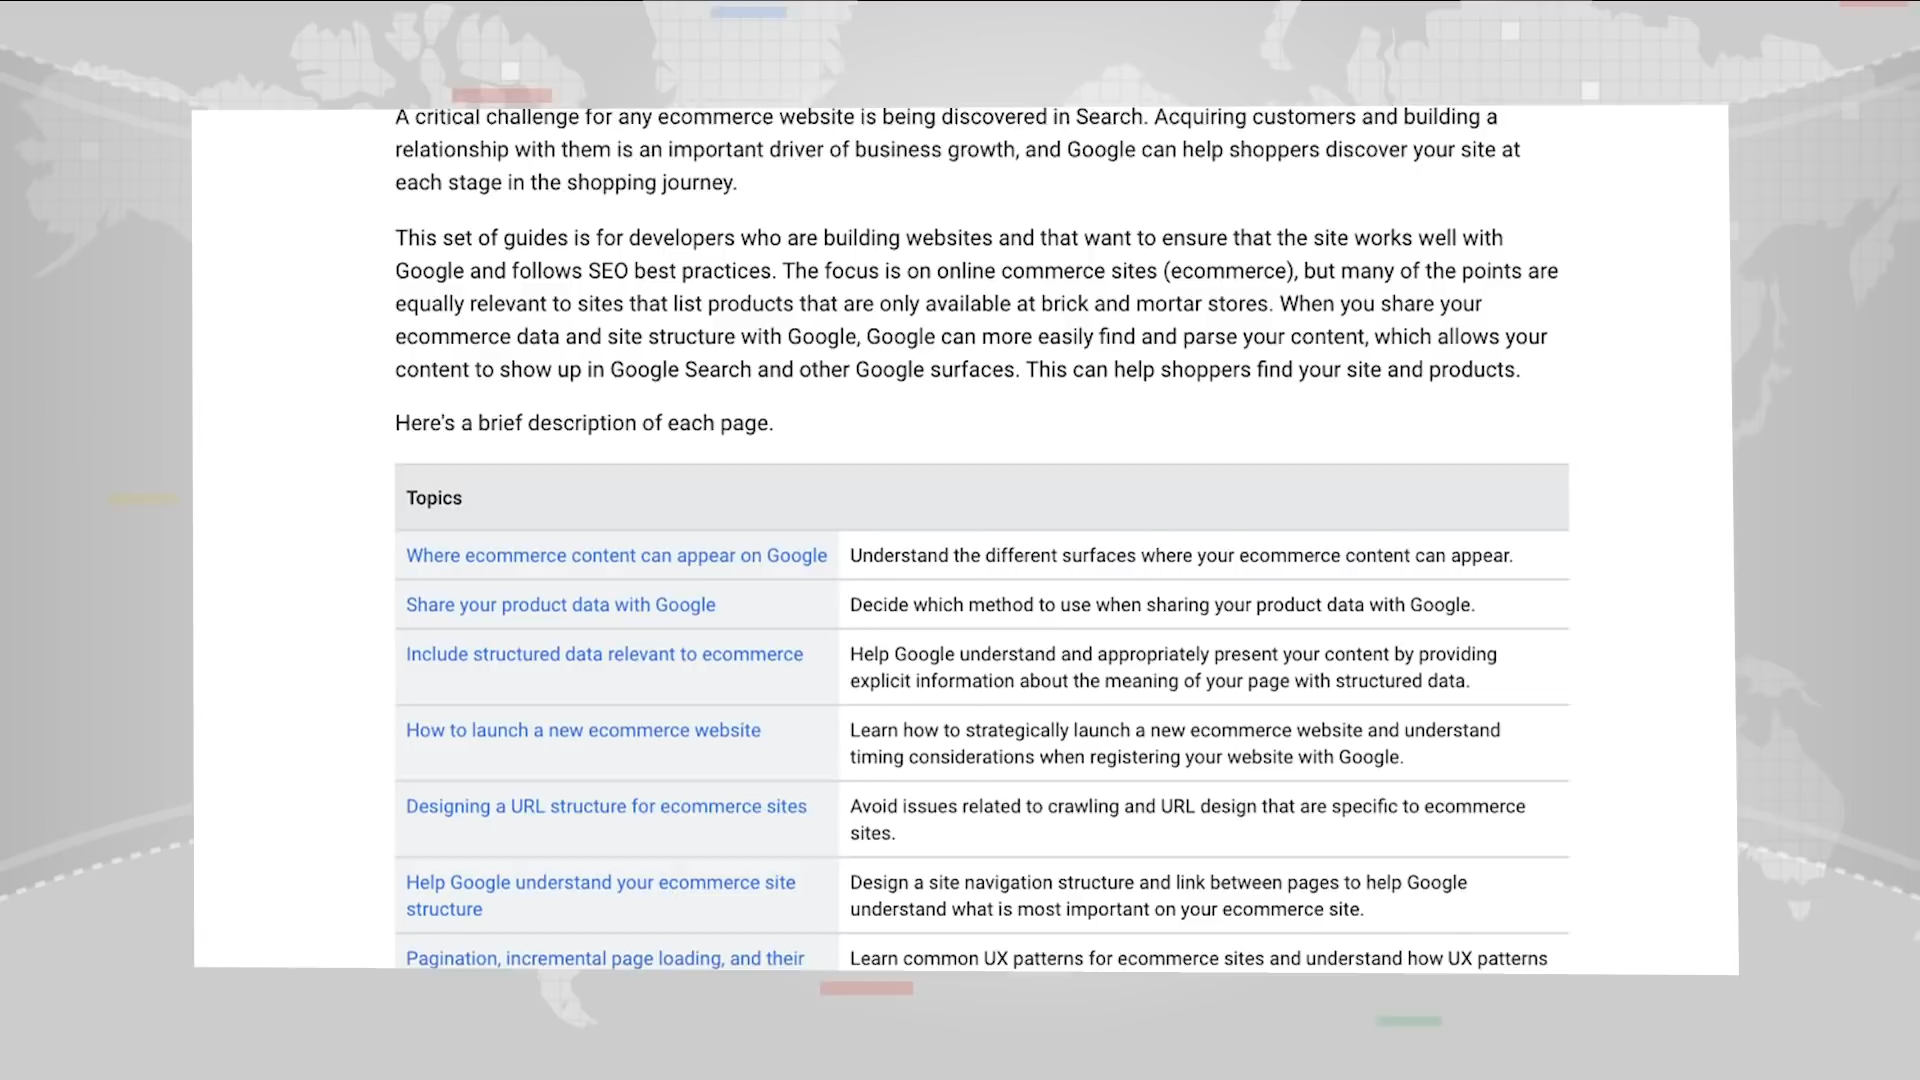 A critical challenge for any ecommerce website is being discovered in Search. Acquiring customers and building a
relationship with them is an important driver of business growth, and Google can help shoppers discover your site at
each stage in the shopping journey.
This set of guides is for developers who are building websites and that want to ensure that the site works well with
Google and follows SEO best practices. The focus is on online commerce sites (ecommerce), but many of the points are
equally relevant to sites that list products that are only available at brick and mortar stores. When you share your
ecommerce data and site structure with Google, Google can more easily find and parse your content, which allows your
content to show up in Google Search and other Google surfaces. This can help shoppers find your site and products.
Here's a brief description of each page.
Topics
Where ecommerce content can appear on Google
Understand the different surfaces where your ecommerce content can appear.
Share your product data with Google
Decide which method to use when sharing your product data with Google.
Include structured data relevant to ecommerce
Help Google understand and appropriately present your content by providing
explicit information about the meaning of your page with structured data.
How to launch a new ecommerce website
Learn how to strategically launch a new ecommerce website and understand
timing considerations when registering your website with Google.
Designing a URL structure for ecommerce sites
Avoid issues related to crawling and URL design that are specific to ecommerce
sites.
Help Google understand your ecommerce site
structure
Design a site navigation structure and link between pages to help Google
understand what is most important on your ecommerce site.
Pagination, incremental page loading, and their
Learn common UX patterns for ecommerce sites and understand how UX patterns